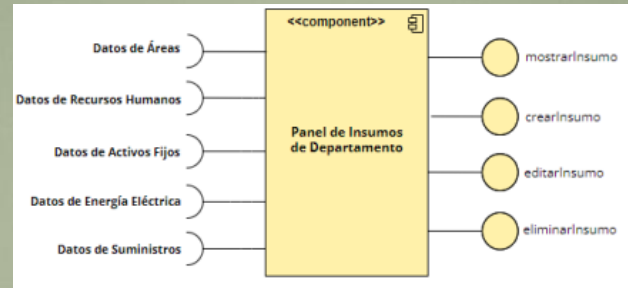 <<component>>
Datos de Áreas
Datos de Recursos Humanos
Datos de Activos Fijos
Datos de Energía Eléctrica
Datos de Suministros
Panel de Insumos
de Departamento
mostrarInsumo
crearInsumo
editarInsumo
eliminarInsumo